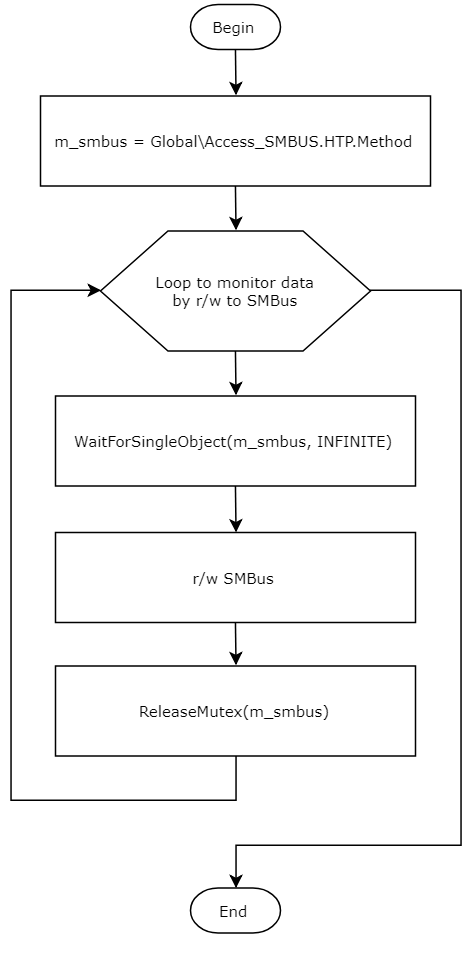 Begin
m_smbus = Global\Access_SMBUS.HTP.Method
Loop to monitor data
by r/w to SMBus
WaitForSingleObject(m_smbus, INFINITE)
r/w SMBus
ReleaseMutex(m_smbus)
End